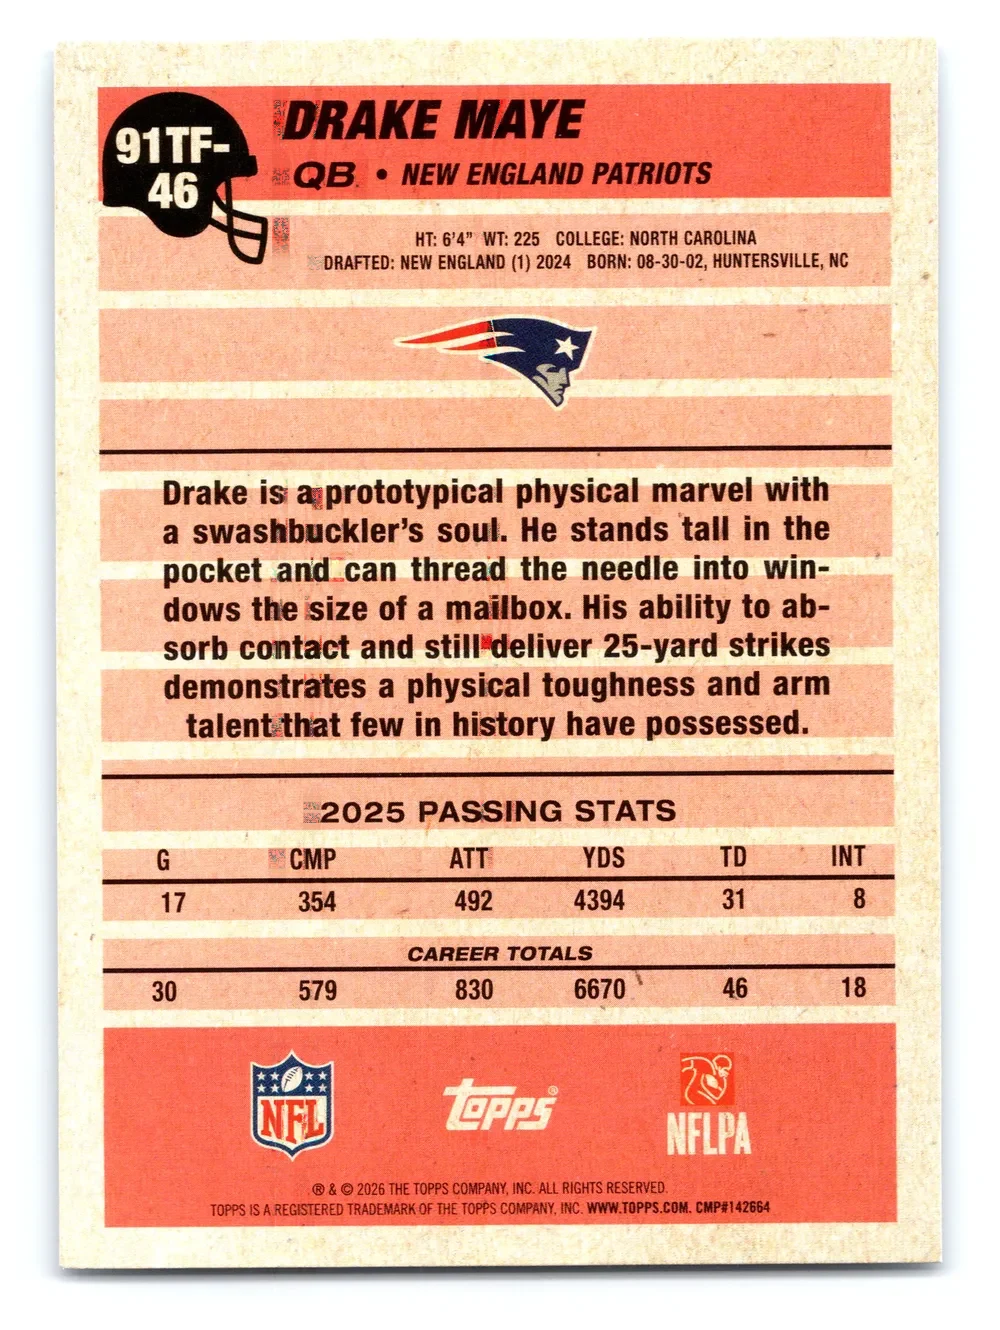 91TF-
46
DRAKE MAYE
QB • NEW ENGLAND PATRIOTS
HT: 6'4" WT: 225 COLLEGE: NORTH CAROLINA
DRAFTED: NEW ENGLAND (1) 2024 BORN: 08-30-02, HUNTERSVILLE, NC
Drake is a prototypical physical marvel with
a swashbuckler's soul. He stands tall in the
pocket and can thread the needle into win-
dows the size of a mailbox. His ability to ab-
sorb contact and still deliver 25-yard strikes
demonstrates a physical toughness and arm
talent that few in history have possessed.
2025 PASSING STATS
G CMP ATT YDS TD INT
17 354 492 4394 31 8
CAREER TOTALS
30 579 830 6670 46 18
NFL
topps®
NFLPA
® & © 2026 THE TOPPS COMPANY, INC. ALL RIGHTS RESERVED.
TOPPS IS A REGISTERED TRADEMARK OF THE TOPPS COMPANY, INC. WWW.TOPPS.COM. CMP#142664